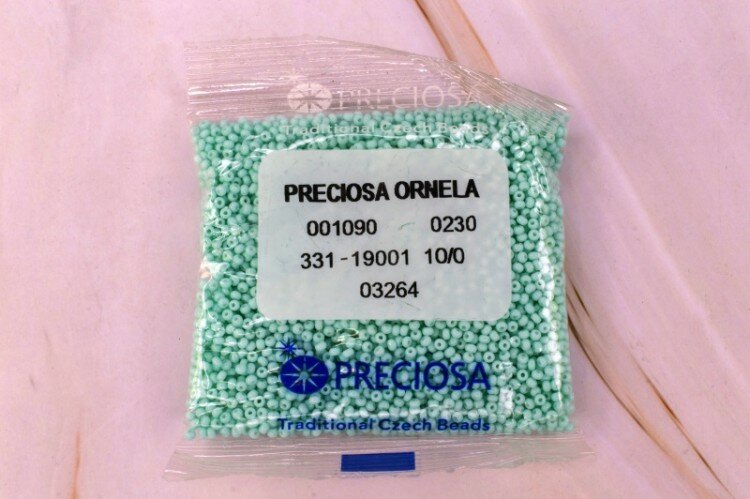 PRECIOSA
Traditional Czech Beads
PRECIOSA ORNELA
001090 0230
331-19001 10/0
03264
PRECIOSA
Traditional Czech Beads